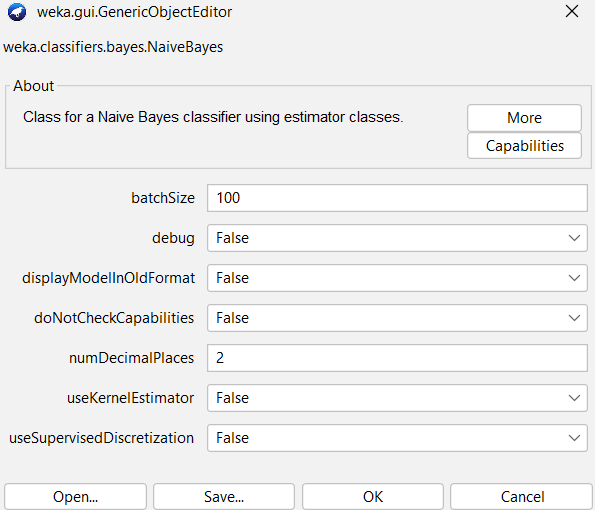 weka.gui.GenericObjectEditor
weka.classifiers.bayes.NaiveBayes
About
Class for a Naive Bayes classifier using estimator classes.
More
Capabilities
batchSize 100
debug False
displayModelInOldFormat False
doNotCheckCapabilities False
numDecimalPlaces 2
useKernelEstimator False
useSupervisedDiscretization False
Open... Save... OK Cancel